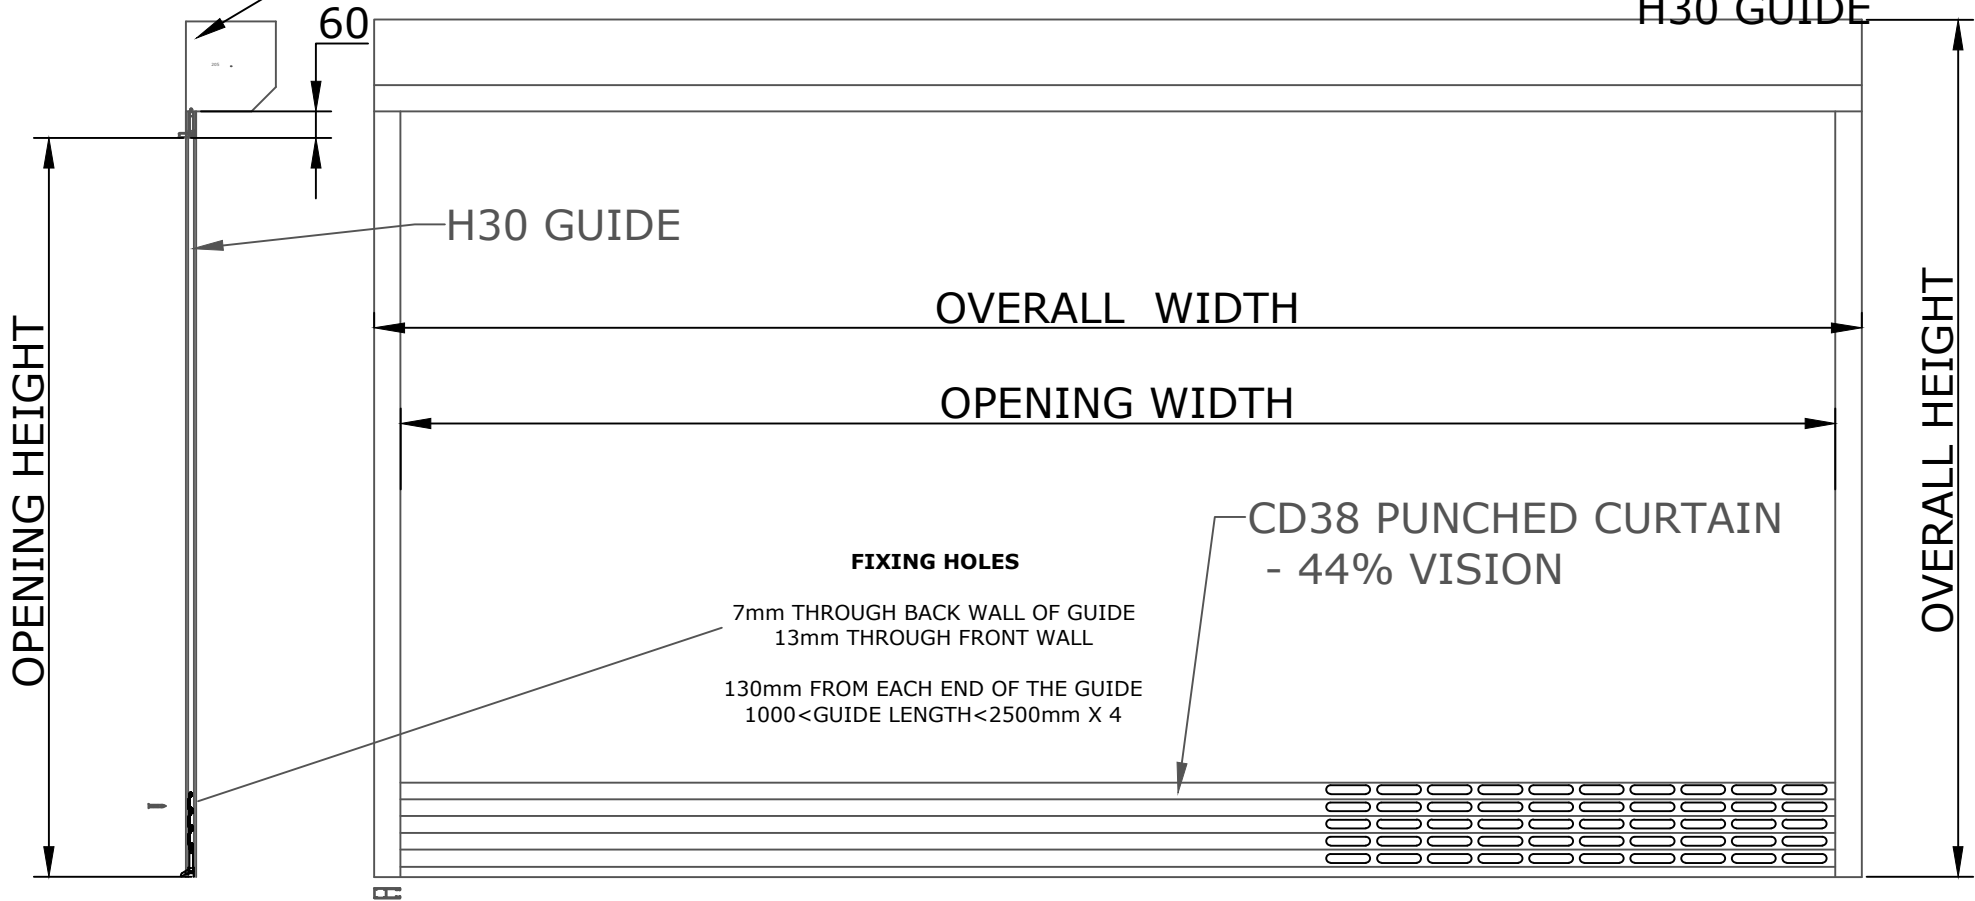 H30 GUIDE
60
205
H30 GUIDE
OVERALL WIDTH
OPENING WIDTH
OPENING HEIGHT
OVERALL HEIGHT
CD38 PUNCHED CURTAIN
- 44% VISION
FIXING HOLES
7mm THROUGH BACK WALL OF GUIDE
13mm THROUGH FRONT WALL
130mm FROM EACH END OF THE GUIDE
1000<GUIDE LENGTH<2500mm X 4